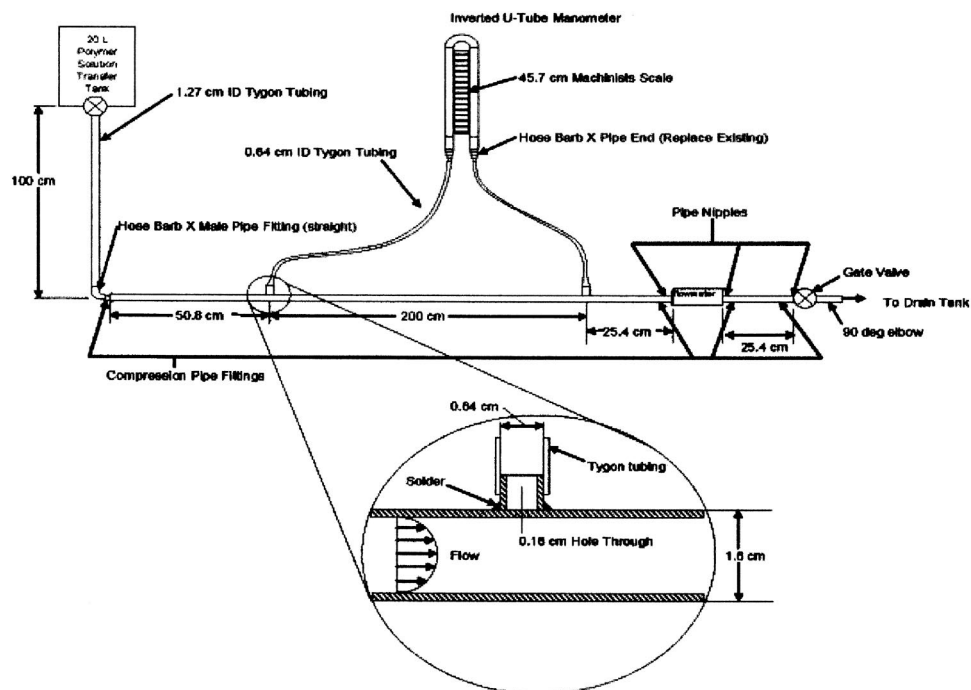 Inverted U-Tube Manometer
20 L
Polymer
Solution
Transfer
Tank
1.27 cm ID Tygon Tubing
45.7 cm Machinists Scale
0.64 cm ID Tygon Tubing
Hose Barb X Pipe End (Replace Existing)
100 cm
Hose Barb X Male Pipe Fitting (straight)
Pipe Nipples
Gate Valve
flowmeter
To Drain Tank
50.8 cm
200 cm
25.4 cm
25.4 cm
90 deg elbow
Compression Pipe Fittings
0.64 cm
Tygon tubing
Solder
0.16 cm Hole Through
Flow
1.6 cm